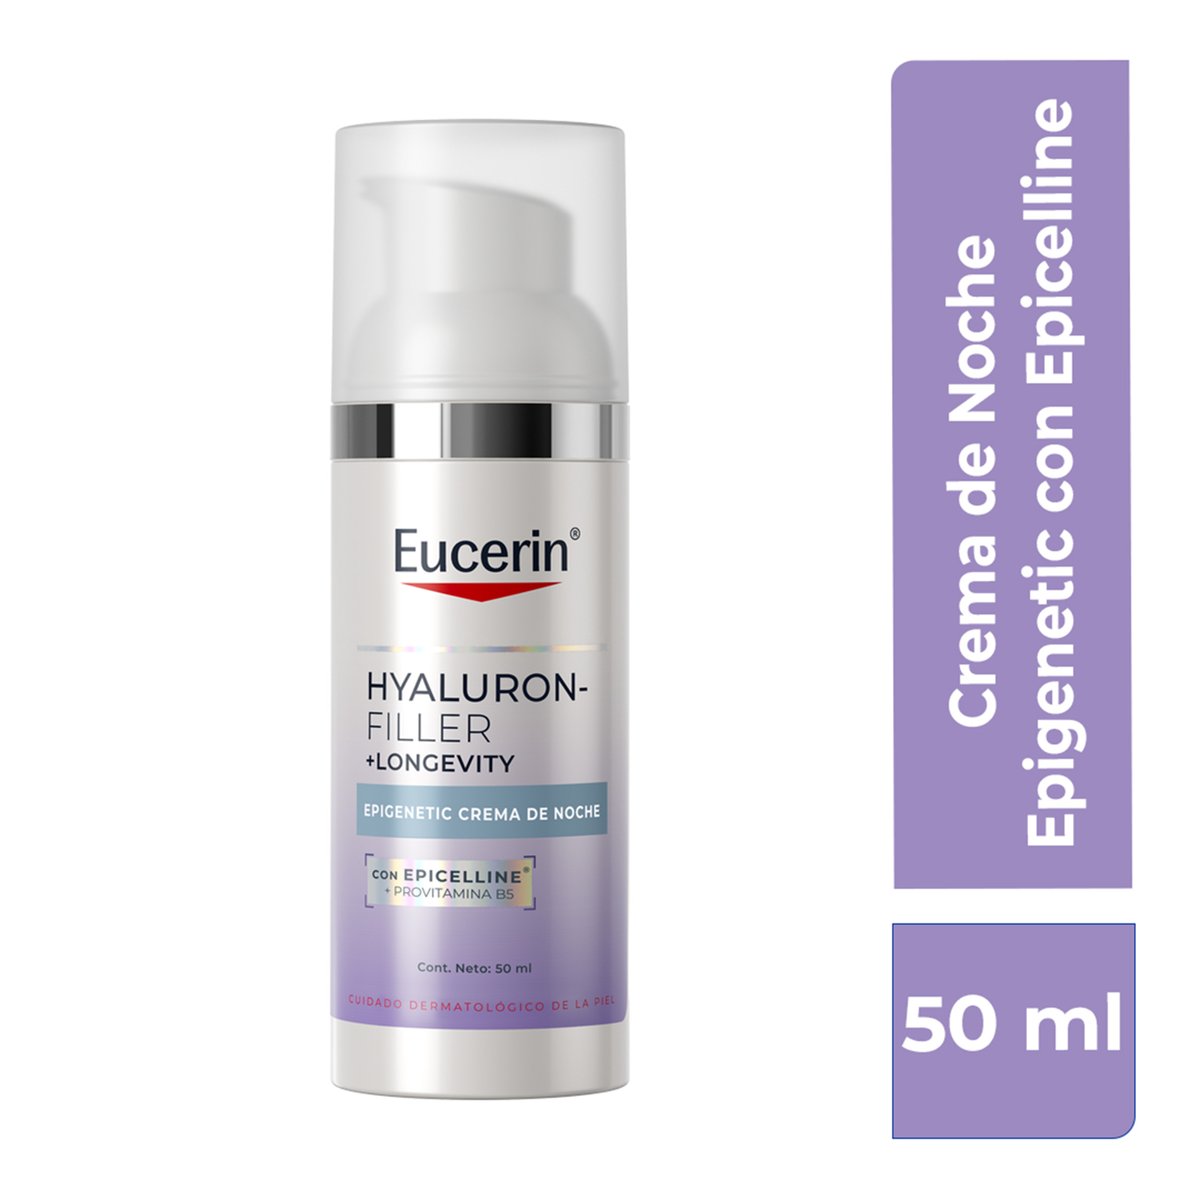 Eucerin®
HYALURON-
FILLER
+LONGEVITY
EPIGENETIC CREMA DE NOCHE
CON EPICELLINE®
+ PROVITAMINA B5
Cont. Neto: 50 ml
CUIDADO DERMATOLÓGICO DE LA PIEL
Crema de Noche
Epigenetic con Epicelline
50 ml